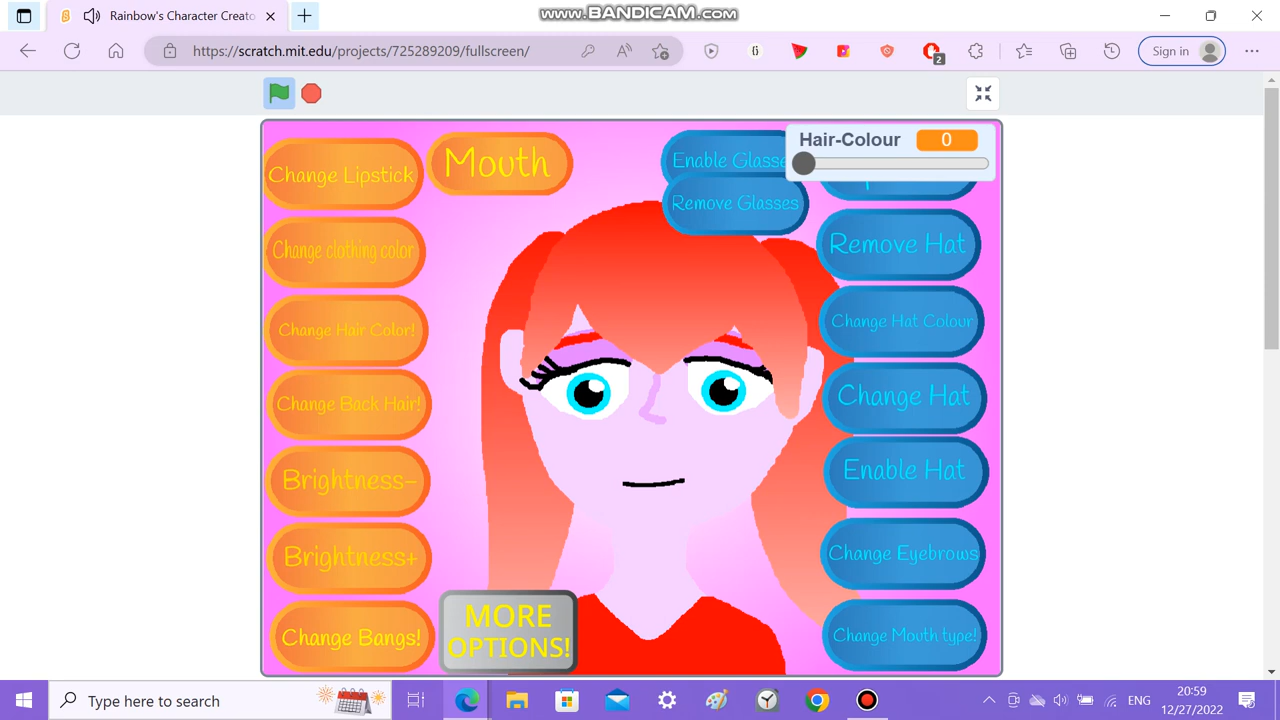 www.BANDICAM.com
Rainbow's Character Creato
https://scratch.mit.edu/projects/725289209/fullscreen/
2
Sign in
Hair-Colour 0
Change Lipstick
Mouth
Enable Glasse
Remove Glasses
Change clothing color
Remove Hat
Change Hair Color!
Change Hat Colour
Change Back Hair!
Change Hat
Brightness-
Enable Hat
Brightness+
Change Eyebrows
MORE
OPTIONS!
Change Bangs!
Change Mouth type!
Type here to search
ENG
20:59
12/27/2022